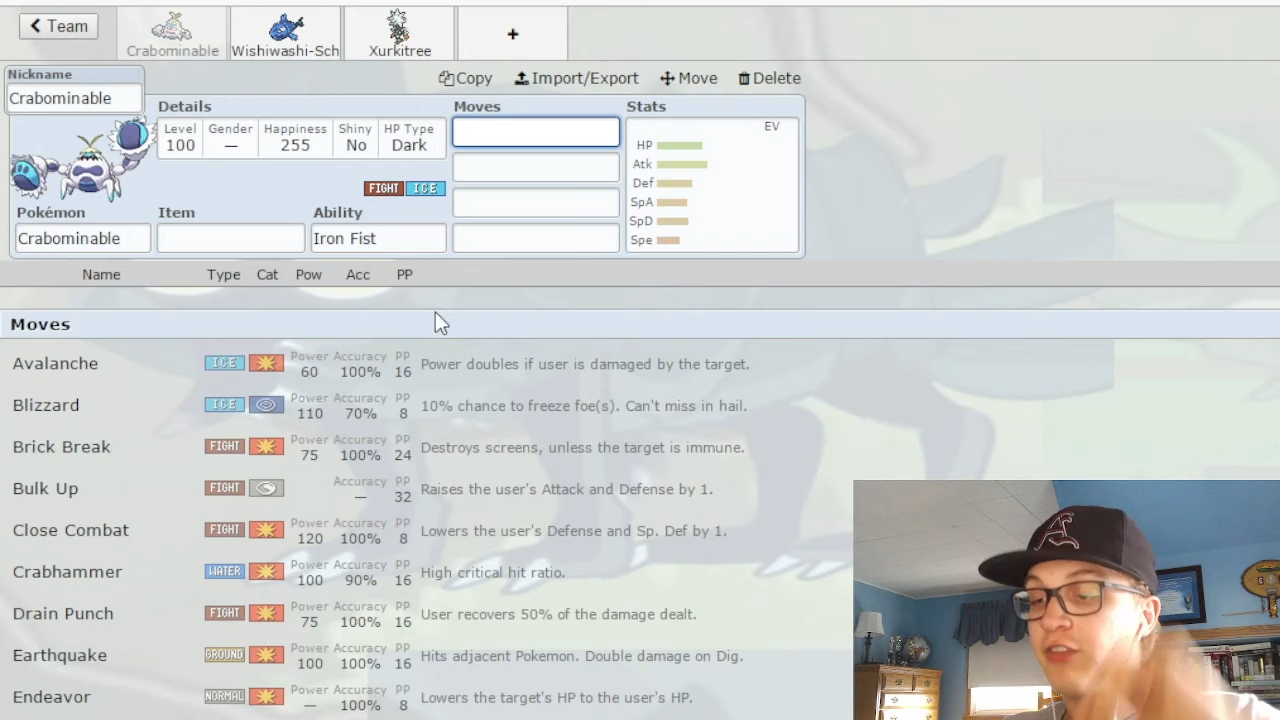 Team
Crabominable
Wishiwashi-Sch
Xurkitree
+
Nickname
Crabominable
Copy
Import/Export
Move
Delete
Details
Moves
Stats
Level Gender Happiness Shiny HP Type
100 — 255 No Dark
EV
HP
Atk
Def
SpA
SpD
Spe
FIGHT ICE
Pokémon Item Ability
Crabominable Iron Fist
Name Type Cat Pow Acc PP
Moves
Avalanche ICE Power 60 Accuracy 100% PP 16 Power doubles if user is damaged by the target.
Blizzard ICE Power 110 Accuracy 70% PP 8 10% chance to freeze foe(s). Can't miss in hail.
Brick Break FIGHT Power 75 Accuracy 100% PP 24 Destroys screens, unless the target is immune.
Bulk Up FIGHT Accuracy — PP 32 Raises the user's Attack and Defense by 1.
Close Combat FIGHT Power 120 Accuracy 100% PP 8 Lowers the user's Defense and Sp. Def by 1.
Crabhammer WATER Power 100 Accuracy 90% PP 16 High critical hit ratio.
Drain Punch FIGHT Power 75 Accuracy 100% PP 16 User recovers 50% of the damage dealt.
Earthquake GROUND Power 100 Accuracy 100% PP 16 Hits adjacent Pokemon. Double damage on Dig.
Endeavor NORMAL Power — Accuracy 100% PP 8 Lowers the target's HP to the user's HP.